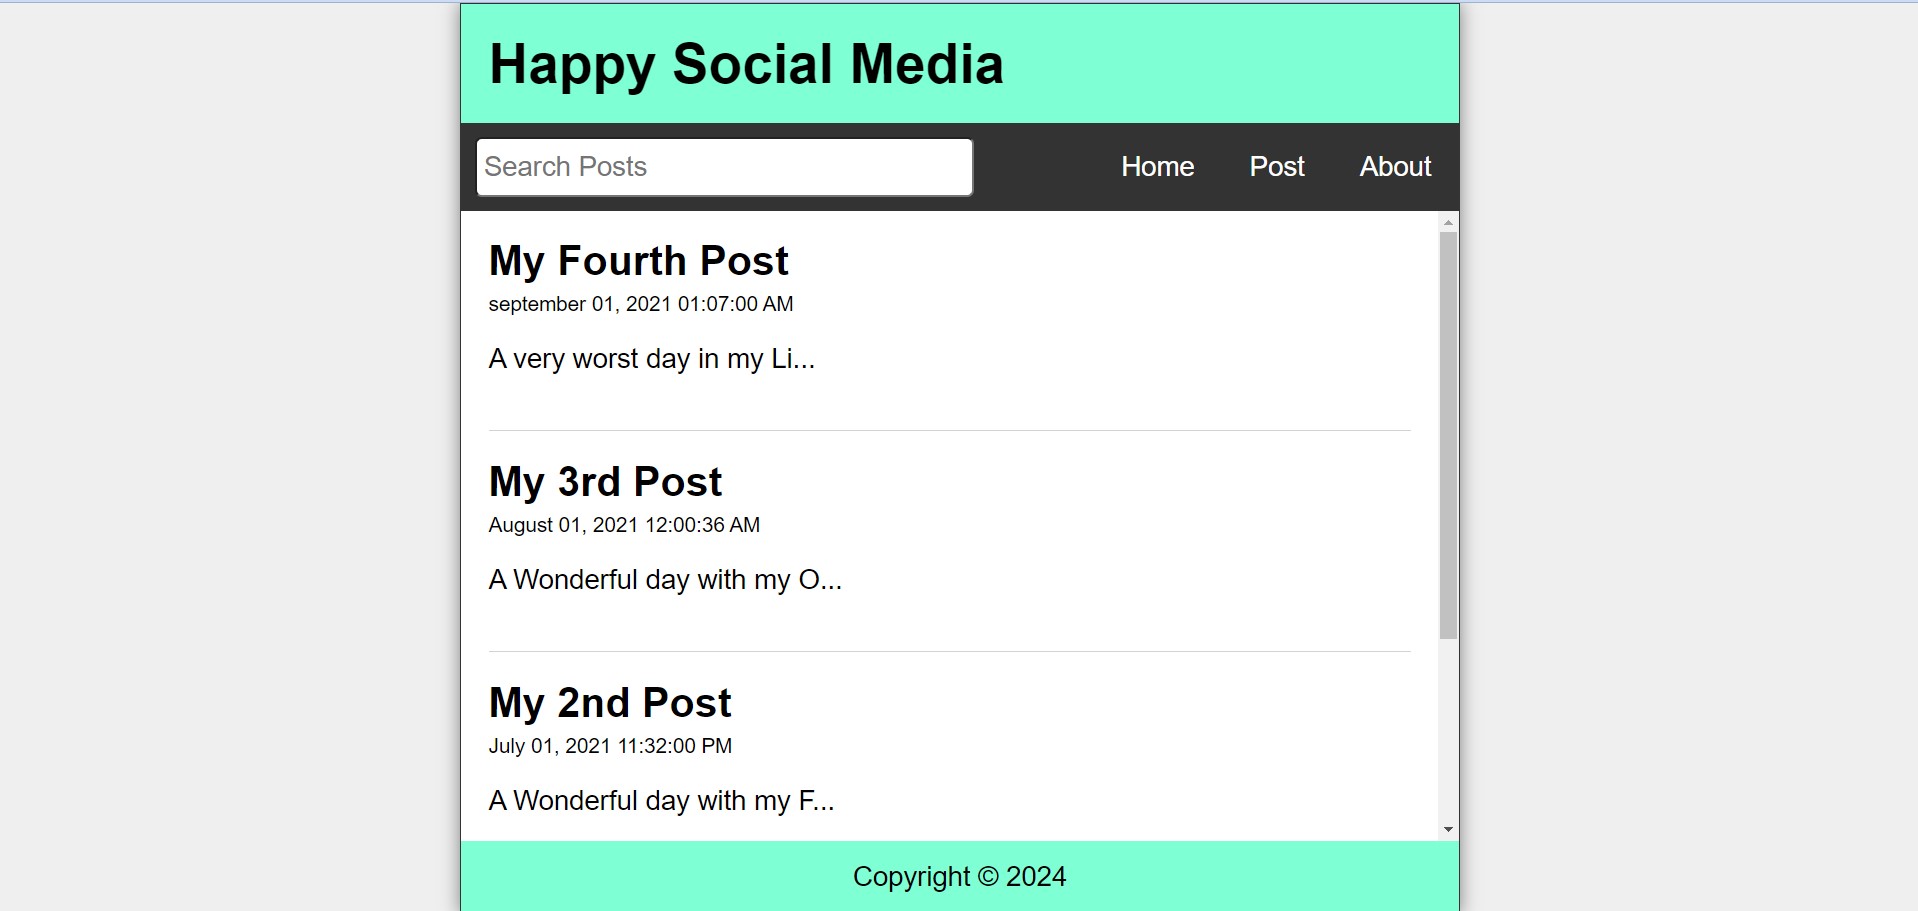 Happy Social Media
Search Posts
Home Post About
My Fourth Post
september 01, 2021 01:07:00 AM
A very worst day in my Li...
My 3rd Post
August 01, 2021 12:00:36 AM
A Wonderful day with my O...
My 2nd Post
July 01, 2021 11:32:00 PM
A Wonderful day with my F...
Copyright © 2024